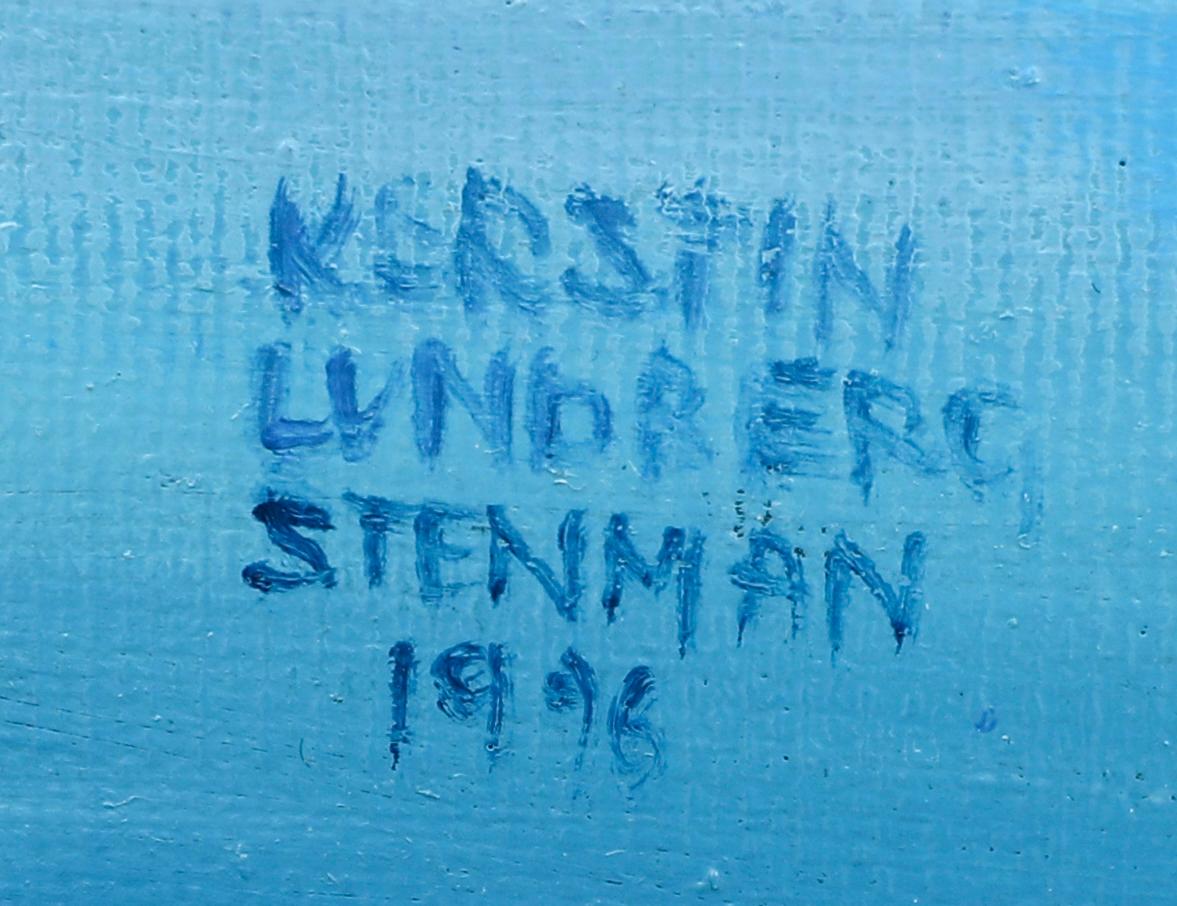 KERSTIN
LUNDBERG
STENMAN
1996